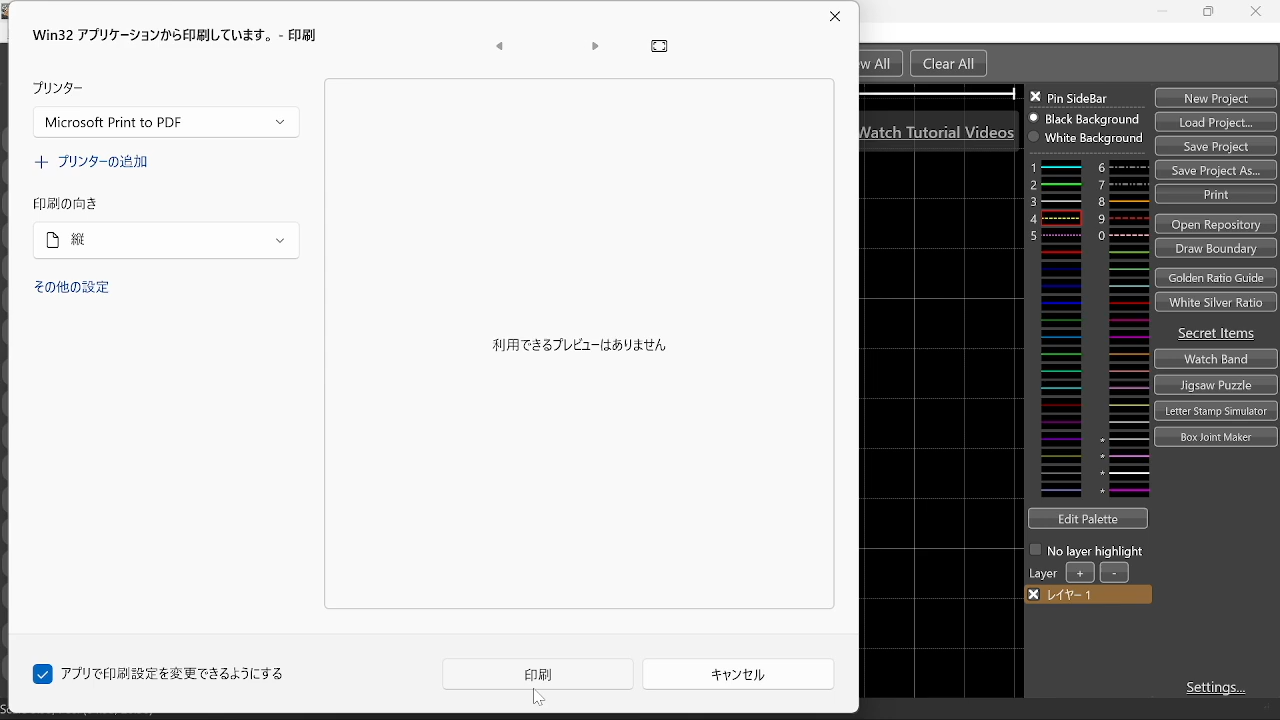 Win32 アプリケーションから印刷しています。 - 印刷
プリンター
Microsoft Print to PDF
プリンターの追加
印刷の向き
縦
その他の設定
利用できるプレビューはありません
アプリで印刷設定を変更できるようにする
印刷
キャンセル
Clear All
Watch Tutorial Videos
Pin SideBar
Black Background
White Background
1 6
2 7
3 8
4 9
5 0
*
*
*
*
Edit Palette
No layer highlight
Layer + -
レイヤー 1
New Project
Load Project...
Save Project
Save Project As...
Print
Open Repository
Draw Boundary
Golden Ratio Guide
White Silver Ratio
Secret Items
Watch Band
Jigsaw Puzzle
Letter Stamp Simulator
Box Joint Maker
Settings...